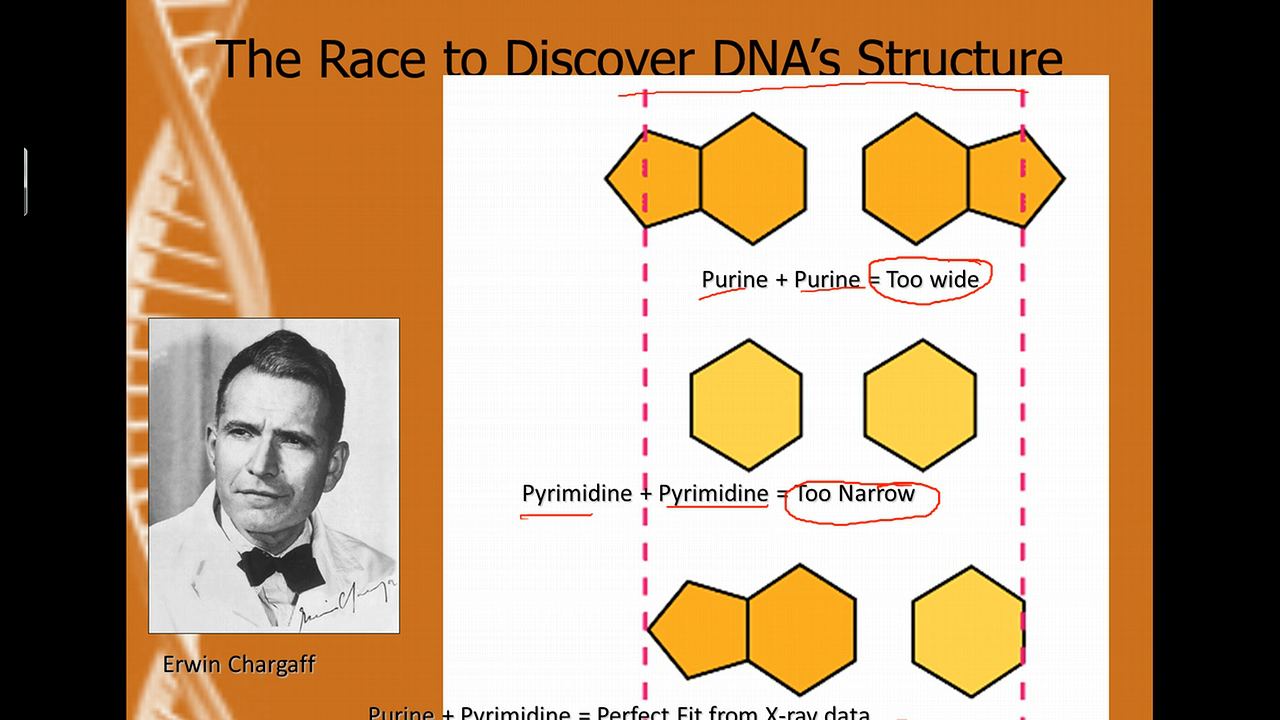 The Race to Discover DNA's Structure
Purine + Purine = Too wide
Pyrimidine + Pyrimidine = Too Narrow
Erwin Chargaff
Purine + Pyrimidine = Perfect Fit from X-ray data